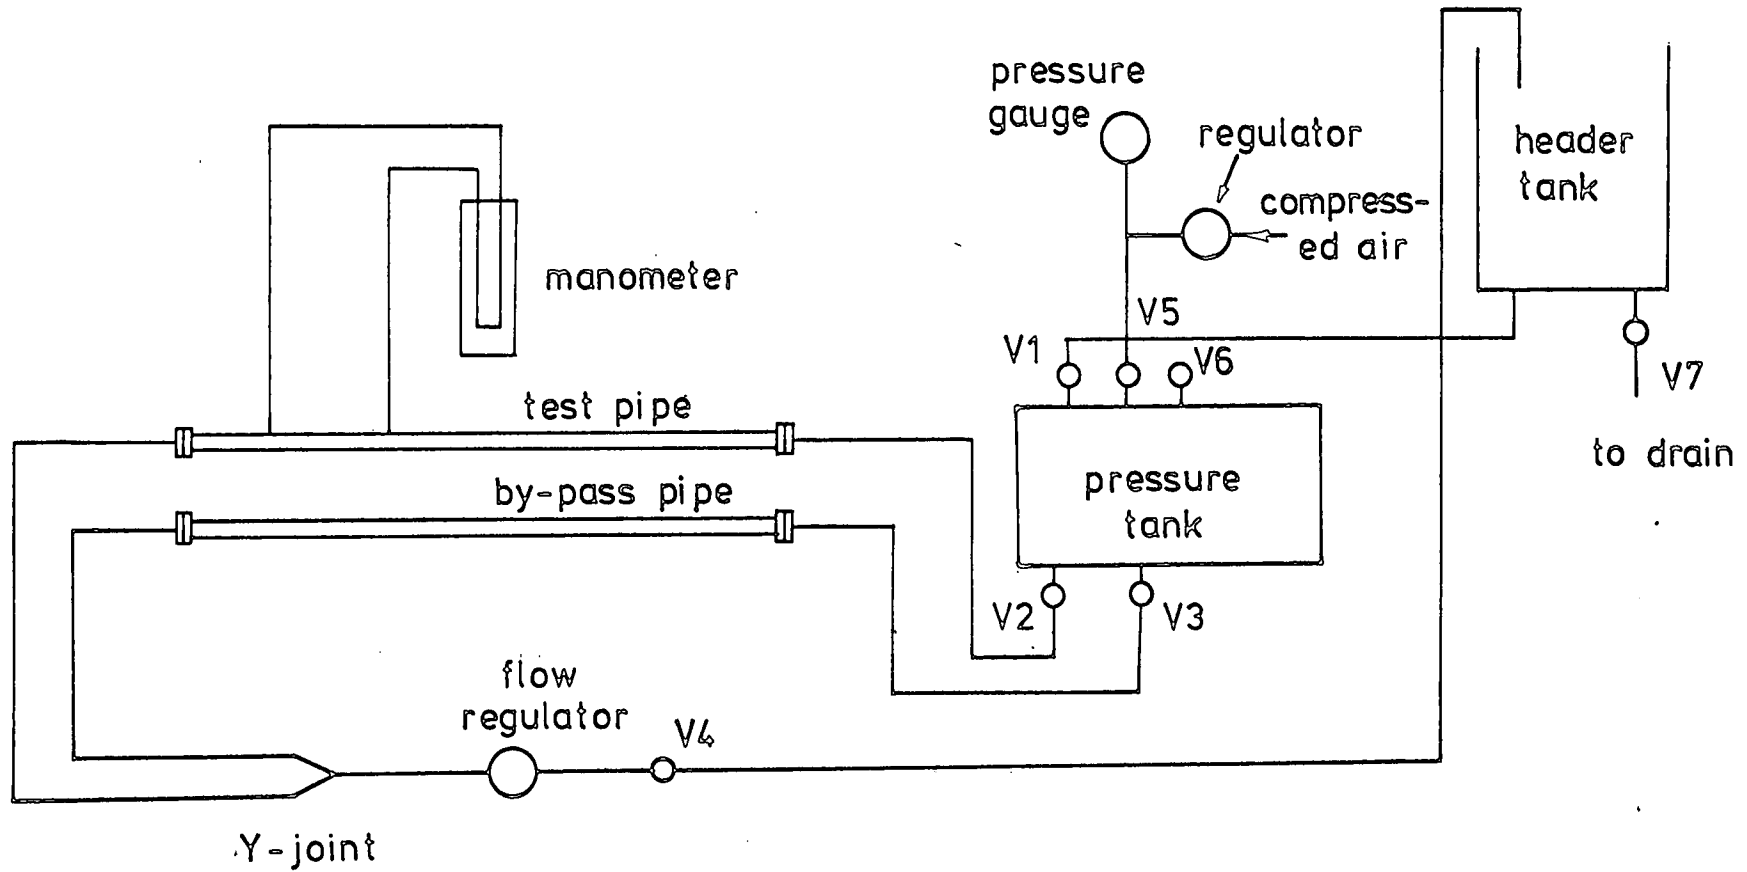 pressure
gauge
regulator
compress-
ed air
header
tank
manometer
V5
V1
V6
V7
to drain
test pipe
by-pass pipe
pressure
tank
V2
V3
flow
regulator
V4
Y-joint